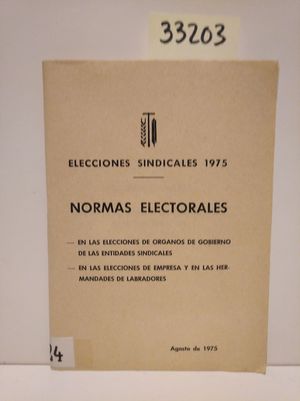 33203
ELECCIONES SINDICALES 1975
NORMAS ELECTORALES
— EN LAS ELECCIONES DE ORGANOS DE GOBIERNO
DE LAS ENTIDADES SINDICALES
— EN LAS ELECCIONES DE EMPRESA Y EN LAS HER-
MANDADES DE LABRADORES
24
Agosto de 1975